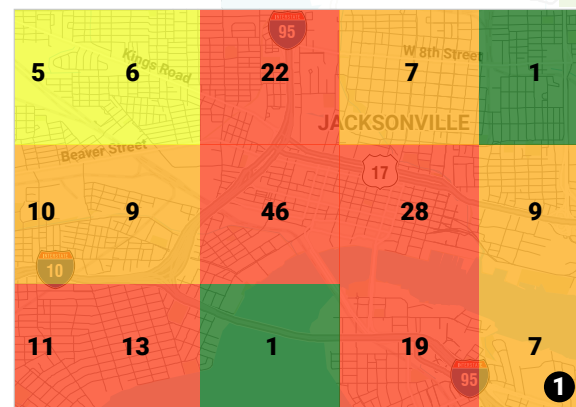 95
Kings Road
W 8th Street
5 6 22 7 1
JACKSONVILLE
Beaver Street
17
10 9 46 28 9
10
11 13 1 19 7
95
1